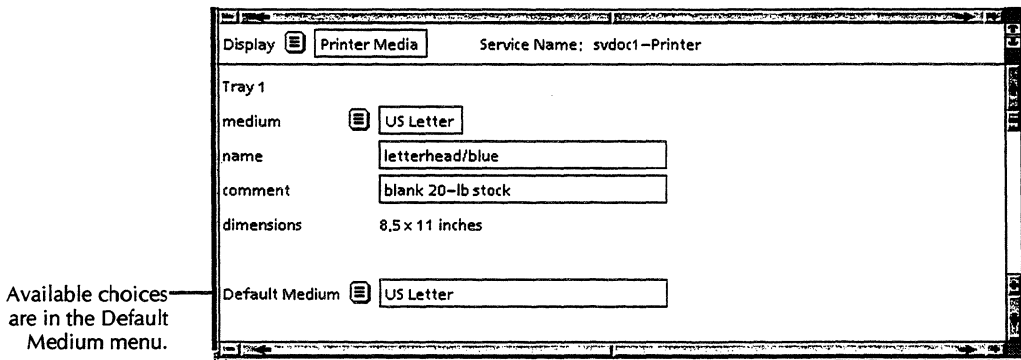 Display Printer Media Service Name: svdoc1-Printer
Tray 1
medium US Letter
name letterhead/blue
comment blank 20-lb stock
dimensions 8.5 x 11 inches
Default Medium US Letter
Available choices
are in the Default
Medium menu.